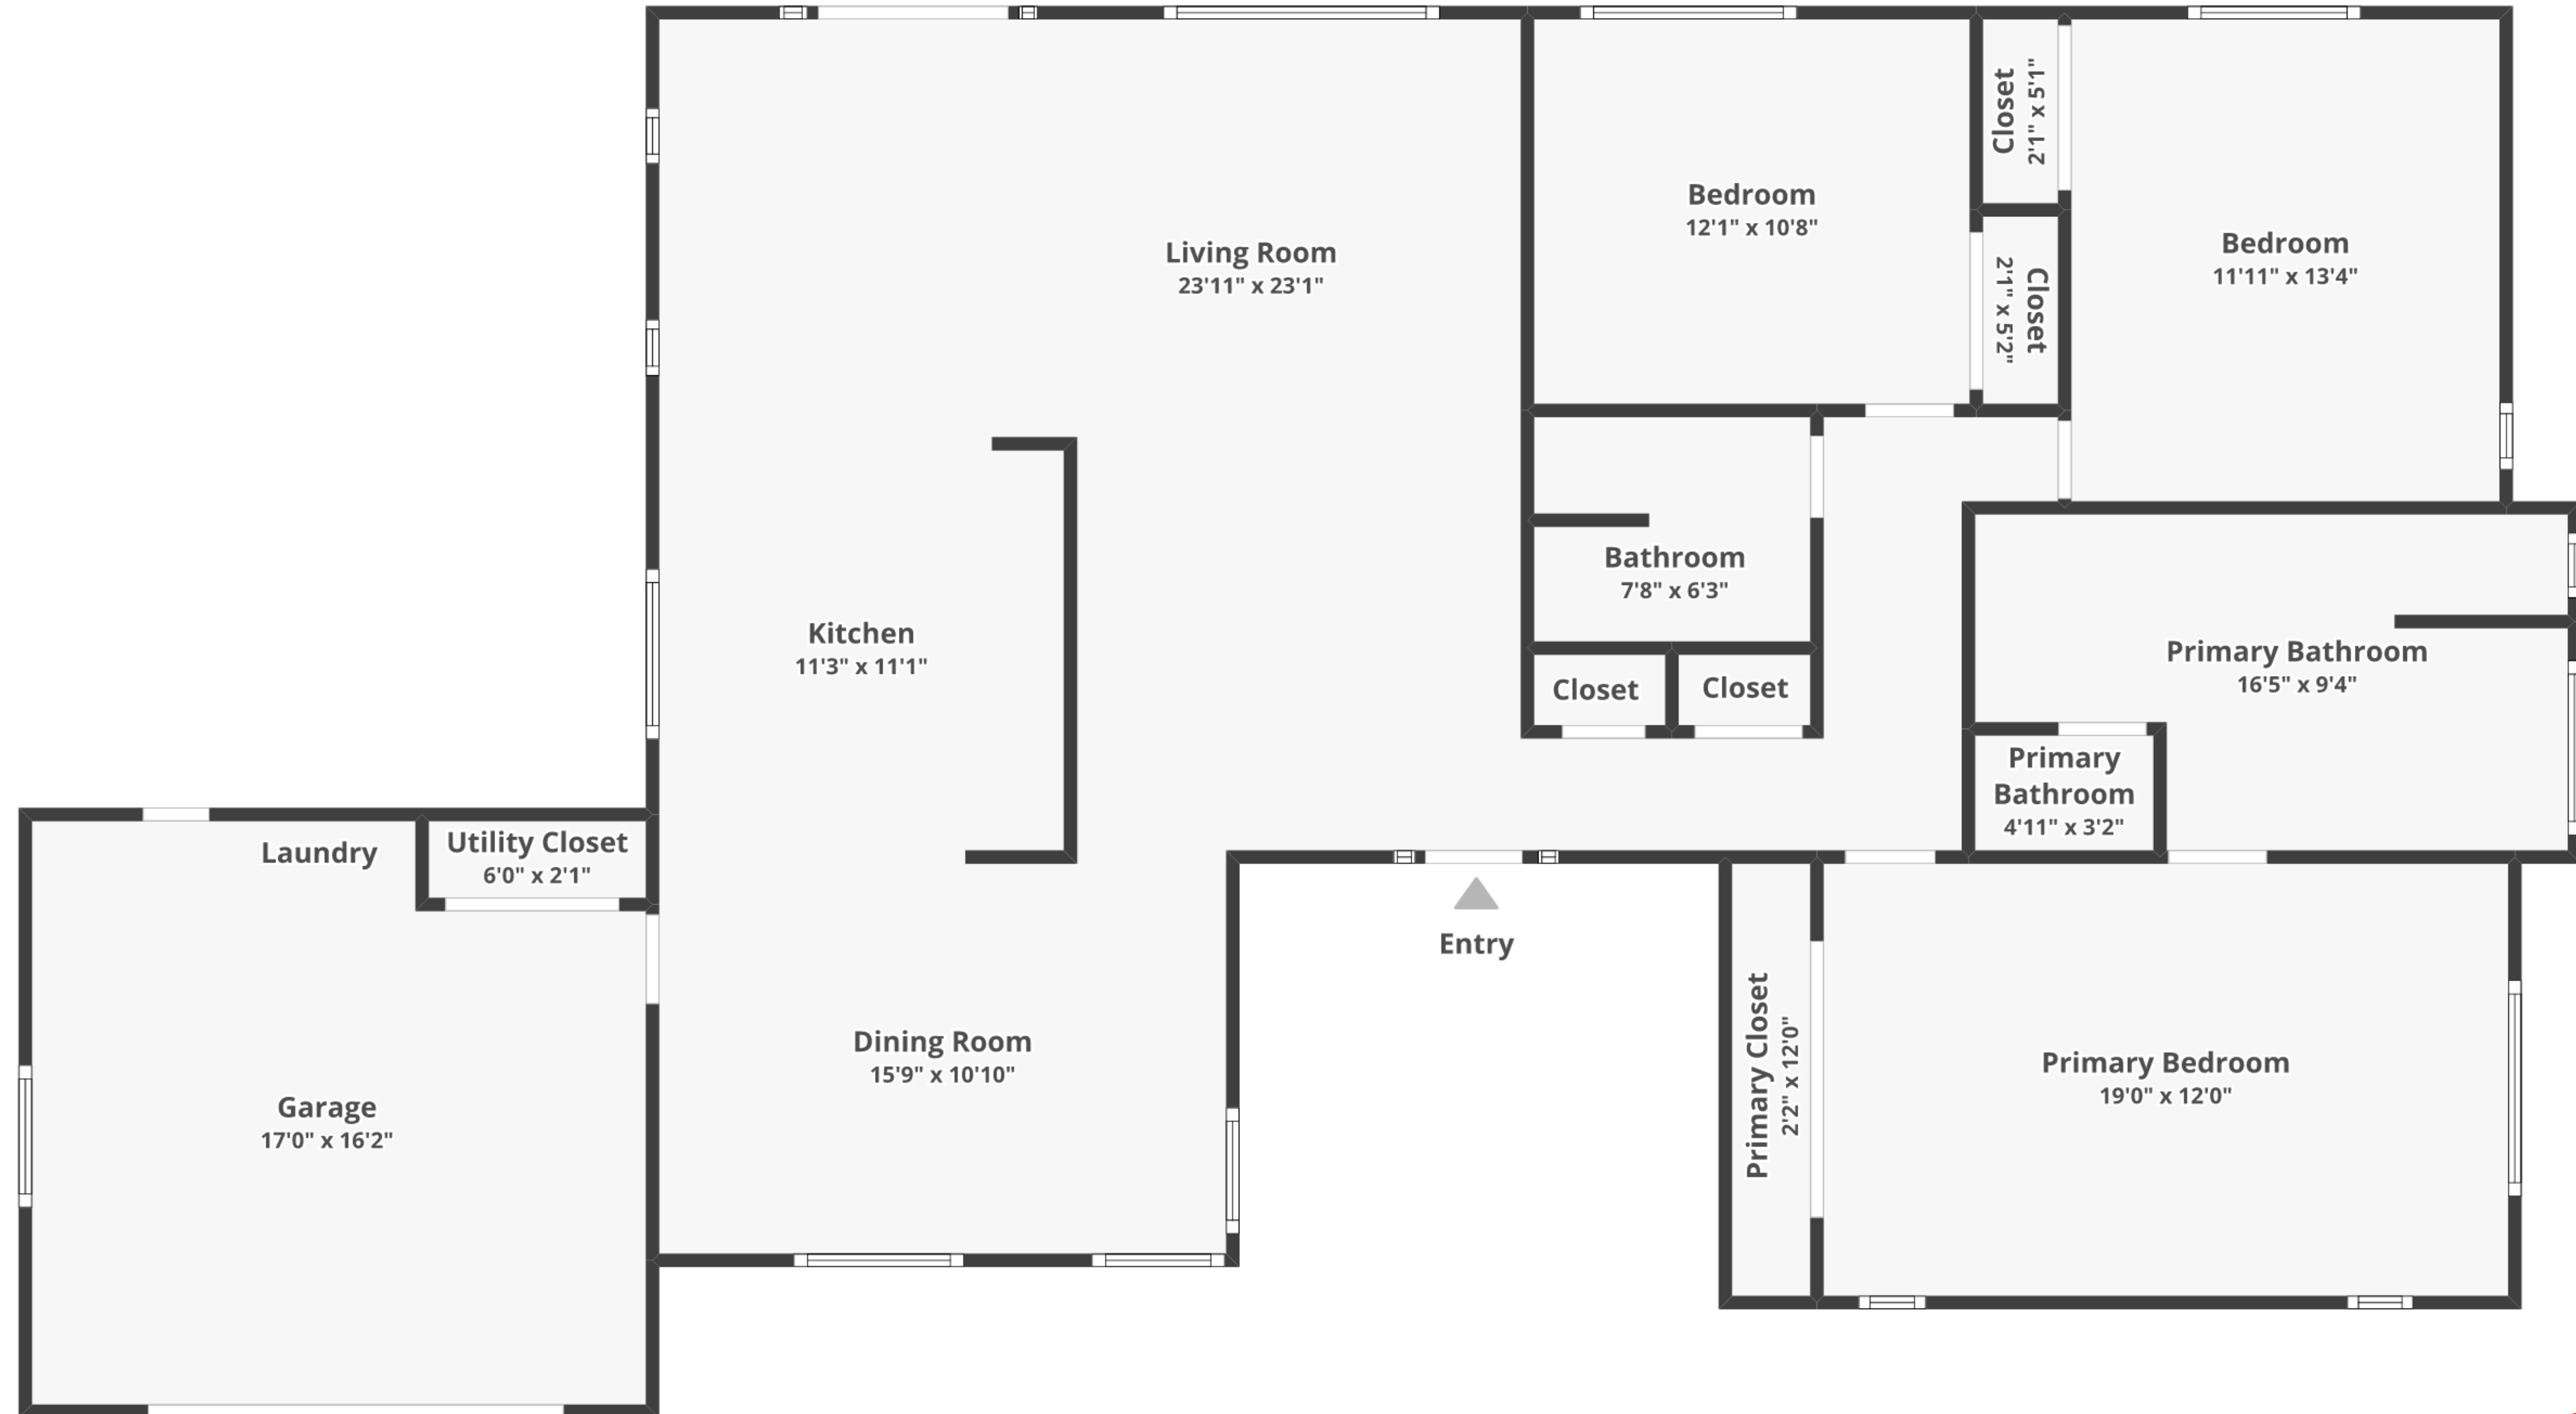 Living Room
23'11" x 23'1"
Bedroom
12'1" x 10'8"
Closet
2'1" x 5'1"
Closet
2'1" x 5'2"
Bedroom
11'11" x 13'4"
Kitchen
11'3" x 11'1"
Bathroom
7'8" x 6'3"
Closet
Closet
Primary Bathroom
16'5" x 9'4"
Primary
Bathroom
4'11" x 3'2"
Laundry
Utility Closet
6'0" x 2'1"
Entry
Garage
17'0" x 16'2"
Dining Room
15'9" x 10'10"
Primary Closet
2'2" x 12'0"
Primary Bedroom
19'0" x 12'0"